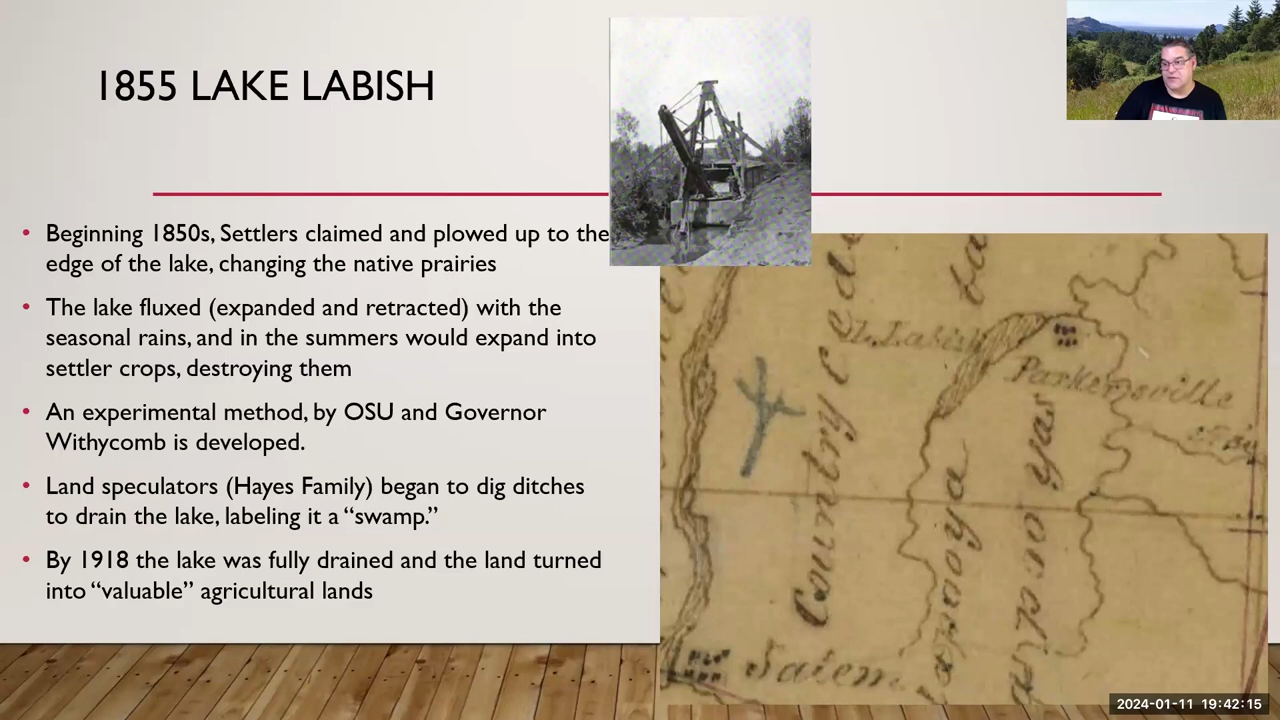 1855 LAKE LABISH
Beginning 1850s, Settlers claimed and plowed up to the
edge of the lake, changing the native prairies
The lake fluxed (expanded and retracted) with the
seasonal rains, and in the summers would expand into
settler crops, destroying them
An experimental method, by OSU and Governor
Withycomb is developed.
Land speculators (Hayes Family) began to dig ditches
to drain the lake, labeling it a “swamp.”
By 1918 the lake was fully drained and the land turned
into “valuable” agricultural lands
L. Labish
Parkersville
Country
Salem
2024-01-11 19:42:15